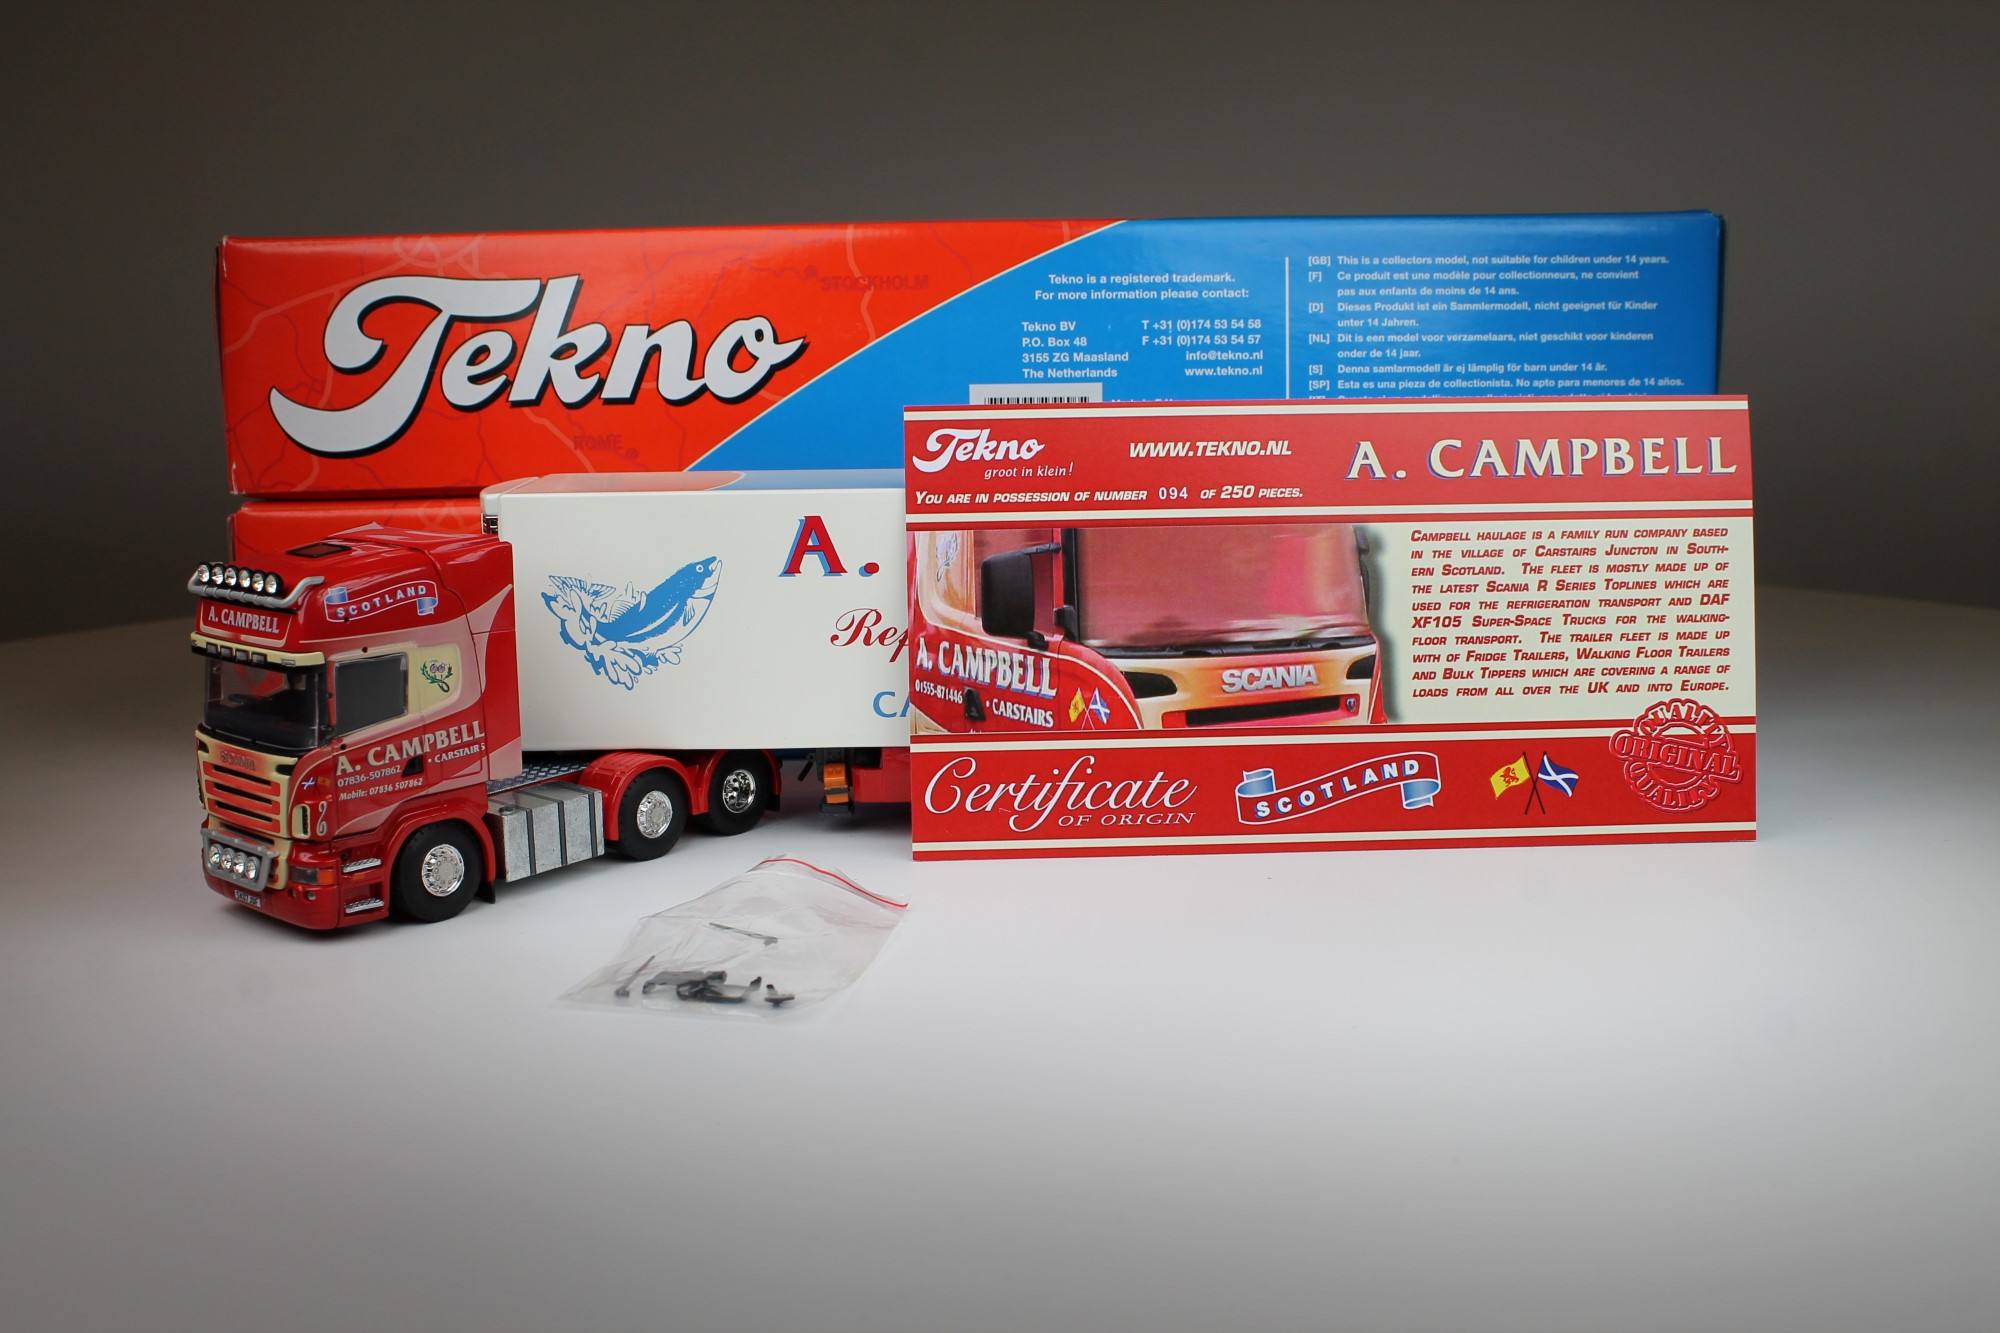 Tekno
STOCKHOLM
ROME
Tekno is a registered trademark.
For more information please contact:
Tekno BV
P.O. Box 48
3155 ZG Maasland
The Netherlands
T +31 (0)174 53 54 58
F +31 (0)174 53 54 57
info@tekno.nl
www.tekno.nl
[GB] This is a collectors model, not suitable for children under 14 years.
[F] Ce produit est une modèle pour collectionneurs, ne convient
pas aux enfants de moins de 14 ans.
[D] Dieses Produkt ist ein Sammlermodell, nicht geeignet für Kinder
unter 14 Jahren.
[NL] Dit is een model voor verzamelaars, niet geschikt voor kinderen
onder de 14 jaar.
[S] Denna samlarmodell är ej lämplig för barn under 14 år.
[SP] Esta es una pieza de collectionista. No apto para menores de 14 años.
Tekno
groot in klein!
WWW.TEKNO.NL
A. CAMPBELL
YOU ARE IN POSSESSION OF NUMBER 094 OF 250 PIECES.
CAMPBELL HAULAGE IS A FAMILY RUN COMPANY BASED
IN THE VILLAGE OF CARSTAIRS JUNCTON IN SOUTH-
ERN SCOTLAND. THE FLEET IS MOSTLY MADE UP OF
THE LATEST SCANIA R SERIES TOPLINES WHICH ARE
USED FOR THE REFRIGERATION TRANSPORT AND DAF
XF105 SUPER-SPACE TRUCKS FOR THE WALKING-
FLOOR TRANSPORT. THE TRAILER FLEET IS MADE UP
WITH OF FRIDGE TRAILERS, WALKING FLOOR TRAILERS
AND BULK TIPPERS WHICH ARE COVERING A RANGE OF
LOADS FROM ALL OVER THE UK AND INTO EUROPE.
A. CAMPBELL
01555-871446
• CARSTAIRS
SCANIA
Certificate
OF ORIGIN
SCOTLAND
QUALITY
ORIGINAL
QUALITY
A.
Ref
CA
SCOTLAND
A. CAMPBELL
SCANIA
A. CAMPBELL
• CARSTAIRS
07836-507862
Mobile: 07836 507862